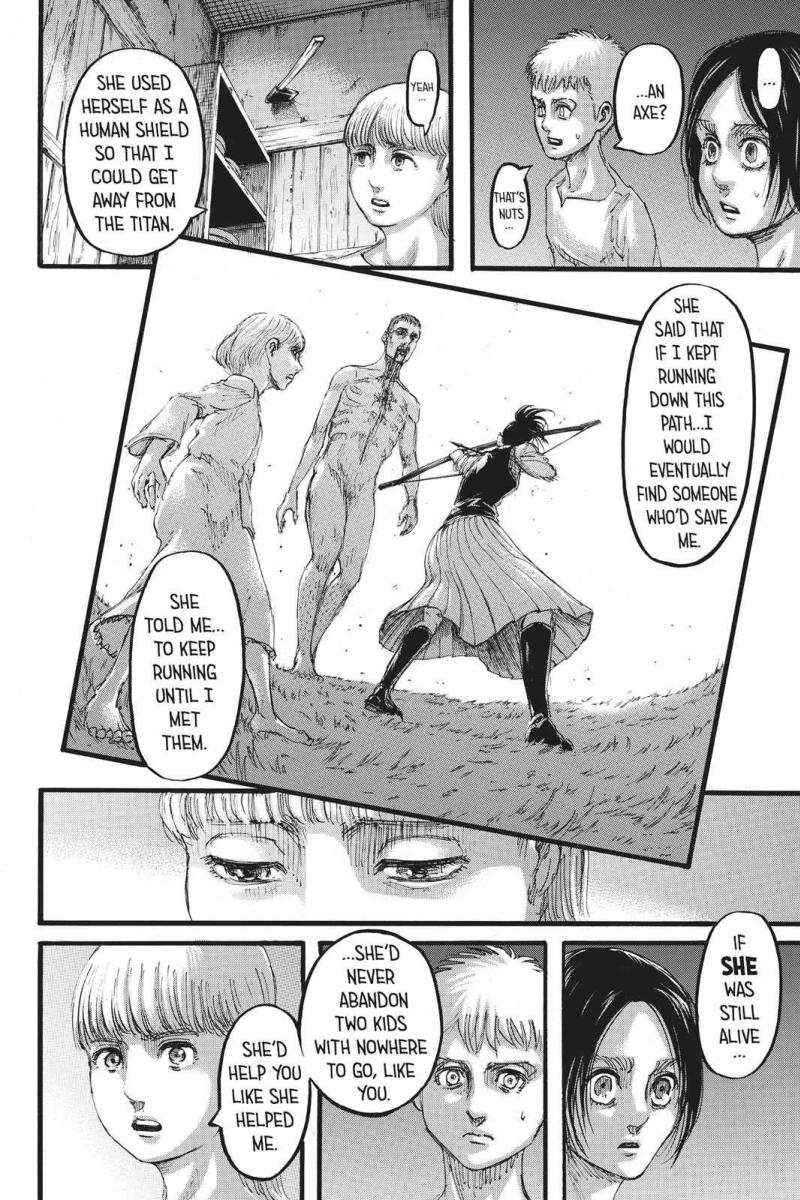 ...
...AN
AXE?
THAT'S
NUTS
...
YEAH
...
SHE USED
HERSELF AS A
HUMAN SHIELD
SO THAT I
COULD GET
AWAY FROM
THE TITAN.
SHE
SAID THAT
IF I KEPT
RUNNING
DOWN THIS
PATH...I
WOULD
EVENTUALLY
FIND SOMEONE
WHO'D SAVE
ME.
SHE
TOLD ME...
TO KEEP
RUNNING
UNTIL I
MET
THEM.
IF
SHE
WAS
STILL
ALIVE
...
...SHE'D
NEVER
ABANDON
TWO KIDS
WITH NOWHERE
TO GO, LIKE
YOU.
SHE'D
HELP YOU
LIKE SHE
HELPED
ME.